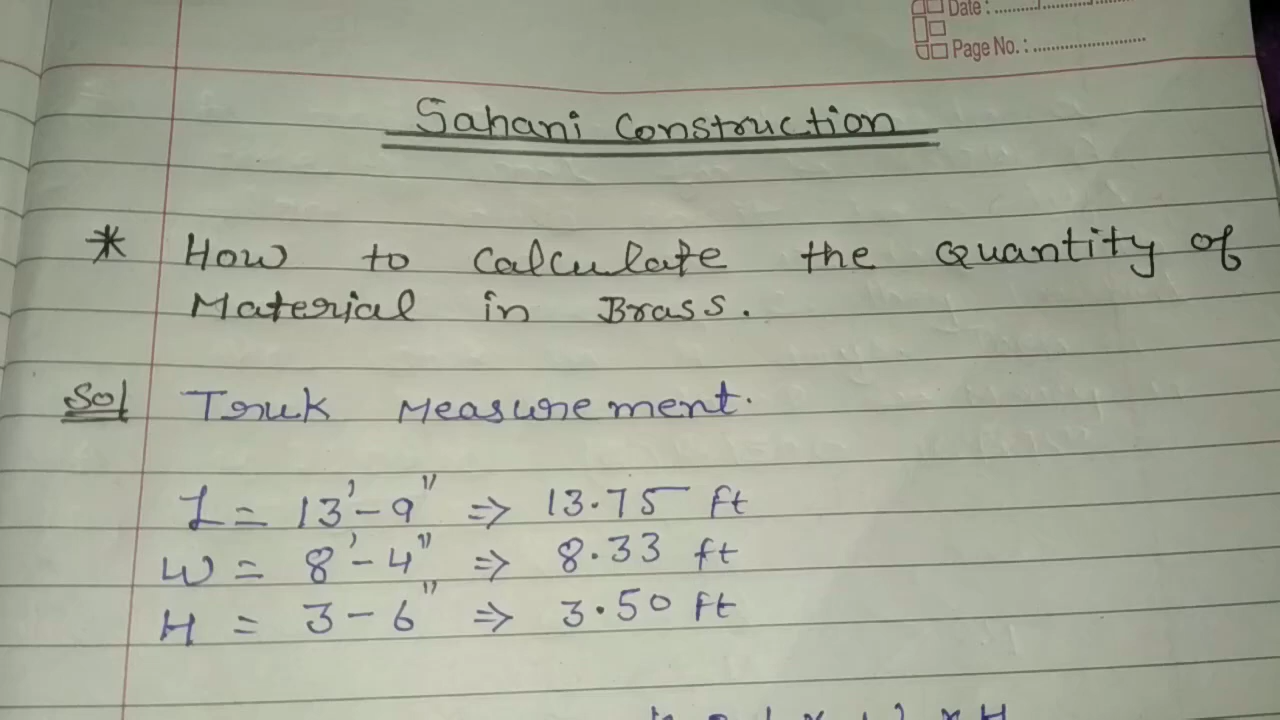 Date :
Page No. :
Sahani Construction
* How to calculate the Quantity of
Material in Brass.
Sol Truk Measurement.
L = 13'-9" => 13.75 ft
W = 8'-4" => 8.33 ft
H = 3-6" => 3.50 ft